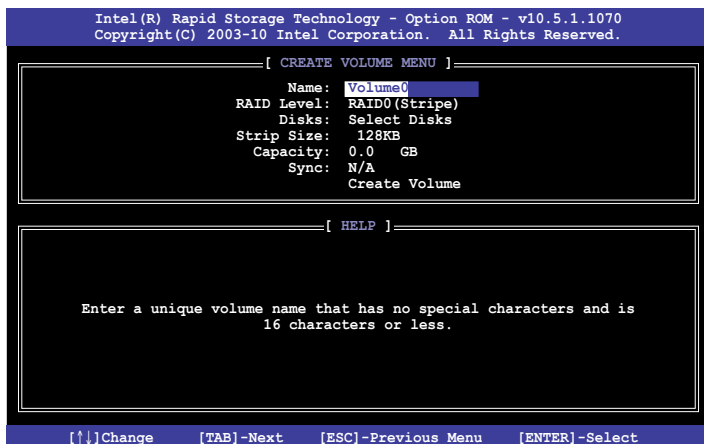 Intel(R) Rapid Storage Technology - Option ROM - v10.5.1.1070
Copyright(C) 2003-10 Intel Corporation. All Rights Reserved.
[ CREATE VOLUME MENU ]
Name: Volume0
RAID Level: RAID0(Stripe)
Disks: Select Disks
Strip Size: 128KB
Capacity: 0.0 GB
Sync: N/A
Create Volume
[ HELP ]
Enter a unique volume name that has no special characters and is
16 characters or less.
[↑↓]Change [TAB]-Next [ESC]-Previous Menu [ENTER]-Select